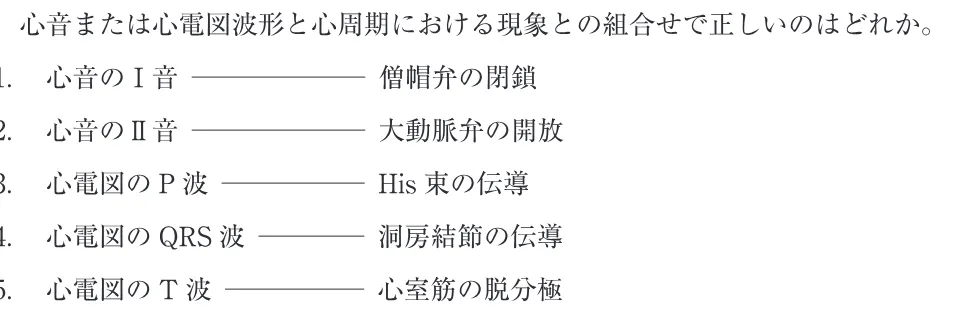 心音または心電図波形と心周期における現象との組合せで正しいのはどれか。
1. 心音のⅠ音 ――――― 僧帽弁の閉鎖
2. 心音のⅡ音 ――――― 大動脈弁の開放
3. 心電図のP波 ―――― His束の伝導
4. 心電図のQRS波 ――― 洞房結節の伝導
5. 心電図のT波 ―――― 心室筋の脱分極